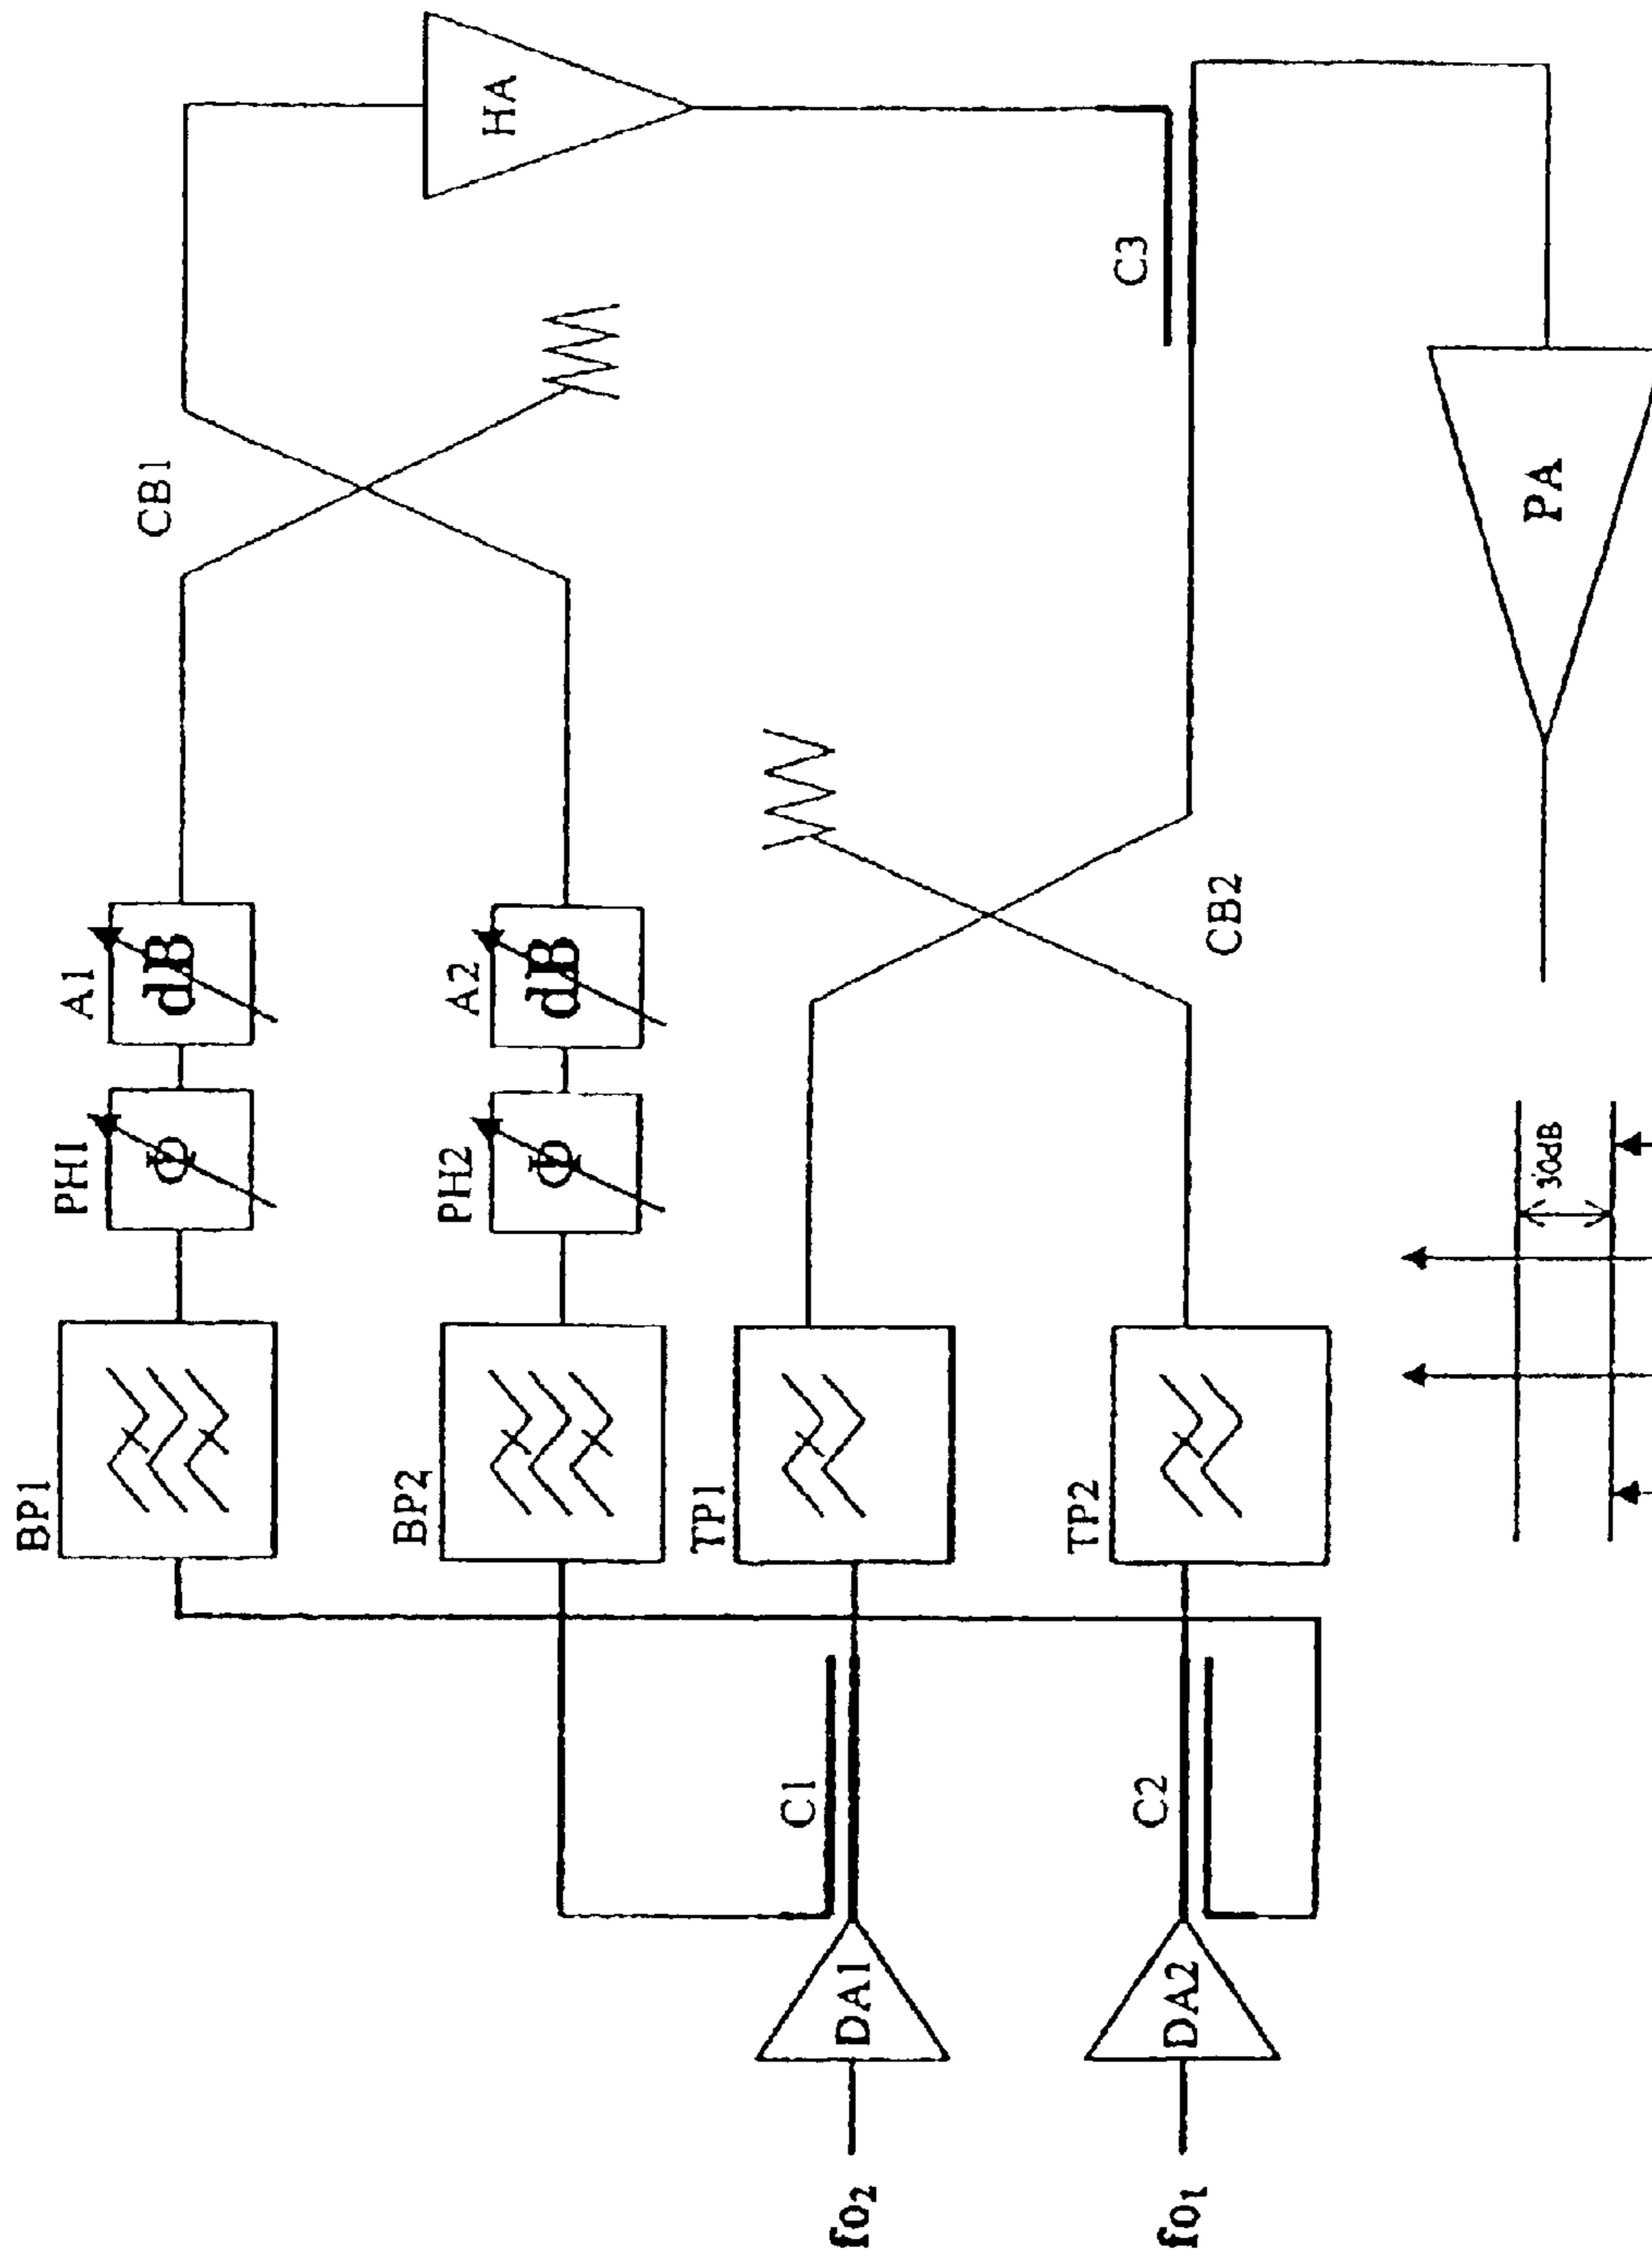 BP1
PH1
A1
dB
Φ
CB1
HA
BP2
PH2
A2
dB
Φ
TP1
TP2
CB2
C1
C2
C3
DA1
DA2
fo₂
fo₁
PA
30dB